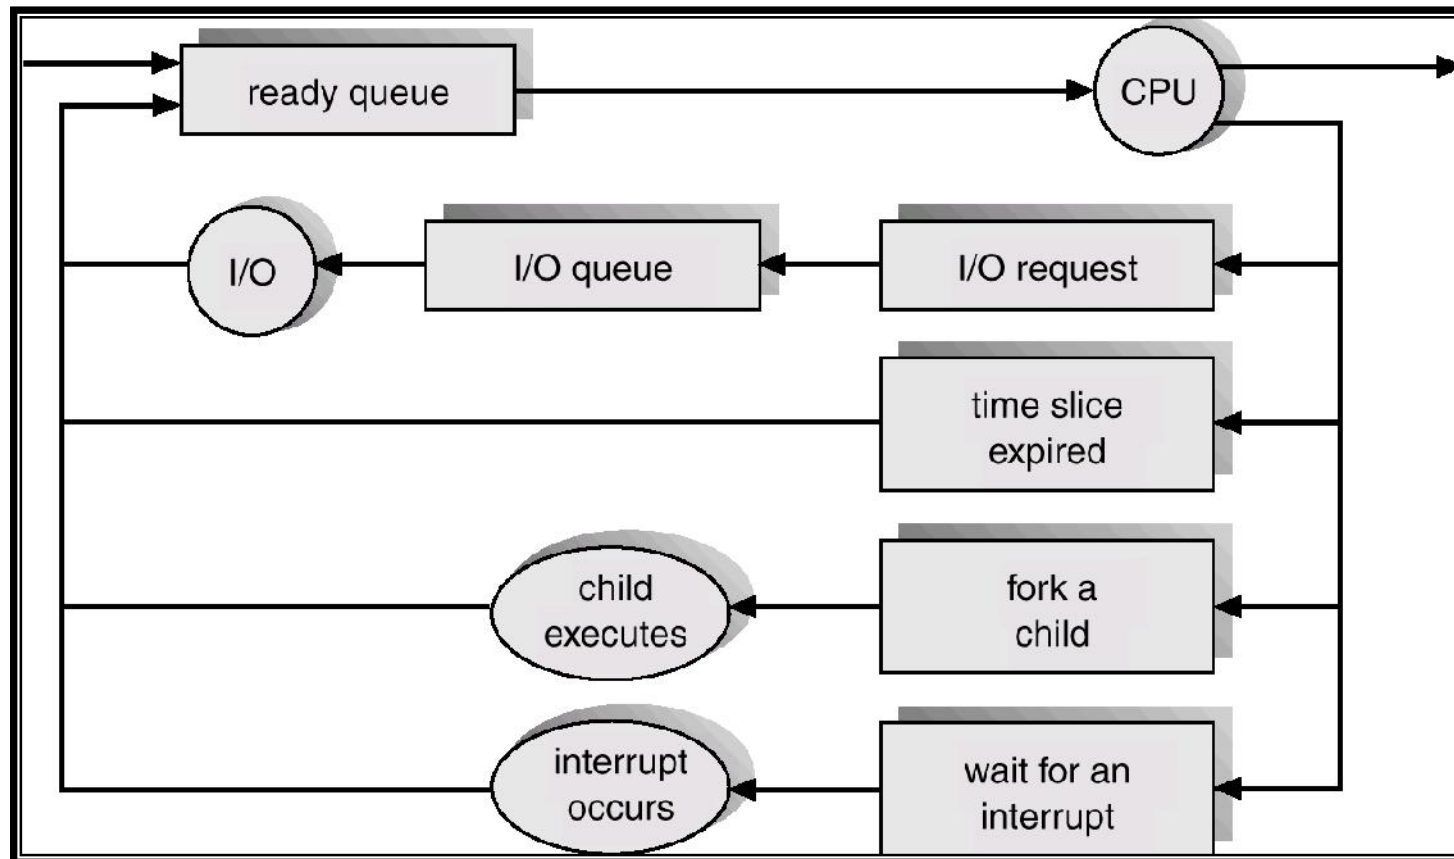 ready queue
CPU
I/O
I/O queue
I/O request
time slice
expired
child
executes
fork a
child
interrupt
occurs
wait for an
interrupt